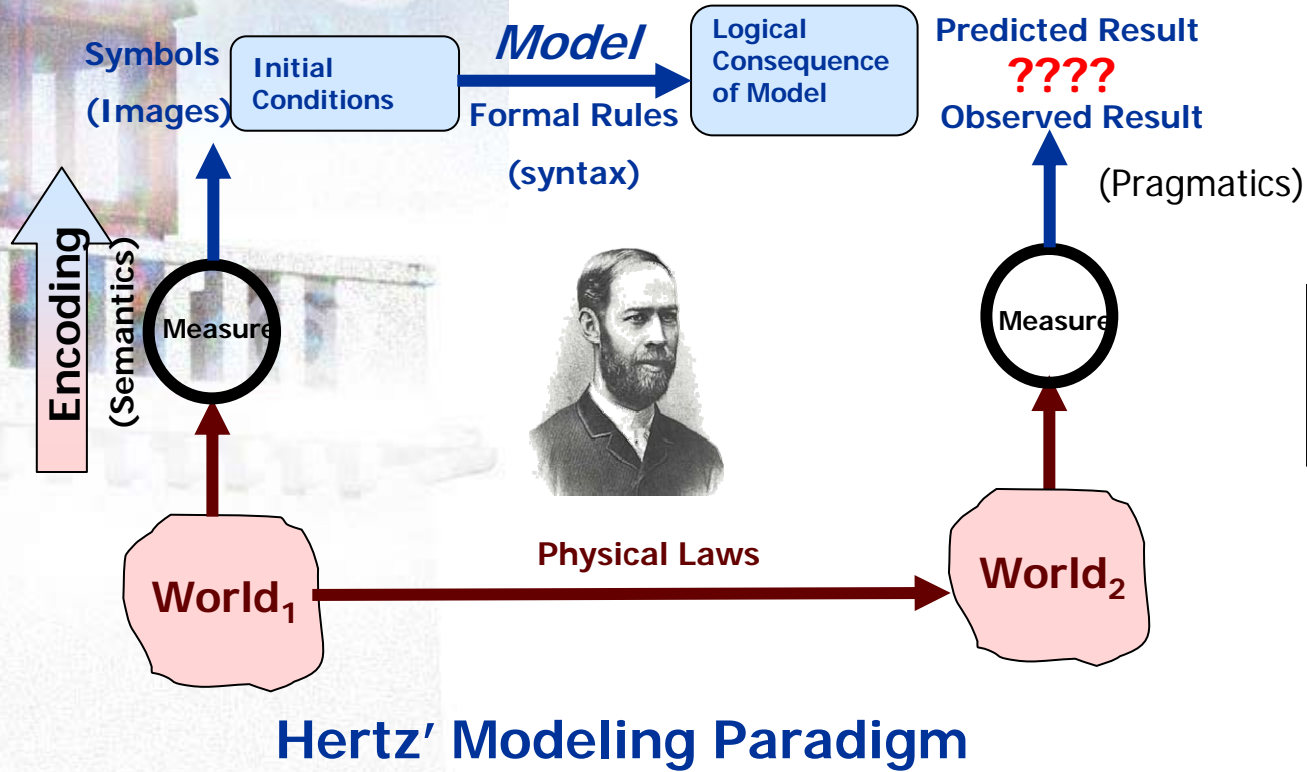 Symbols
(Images)
Initial
Conditions
Model
Formal Rules
(syntax)
Logical
Consequence
of Model
Predicted Result
????
Observed Result
(Pragmatics)
Encoding
(Semantics)
Measure
Measure
World₁
Physical Laws
World₂
Hertz’ Modeling Paradigm